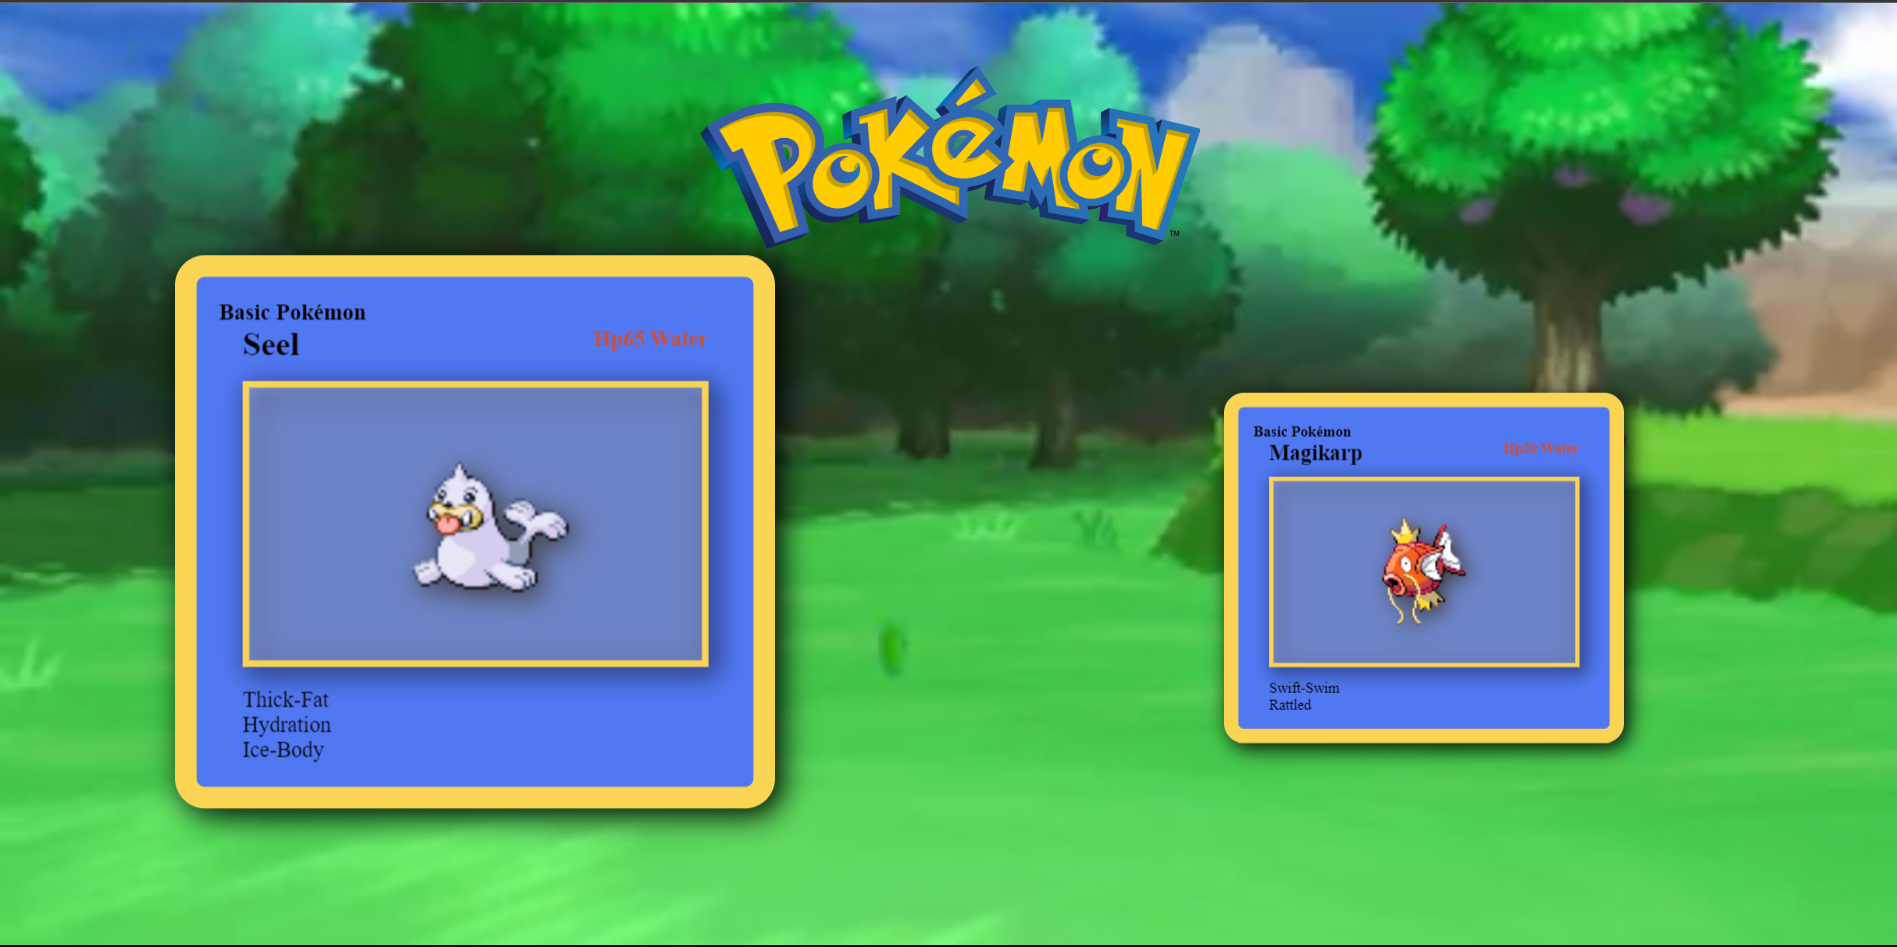 POKéMON
TM
Basic Pokémon
Seel
Hp65 Water
Thick-Fat
Hydration
Ice-Body
Basic Pokémon
Magikarp
Hp20 Water
Swift-Swim
Rattled